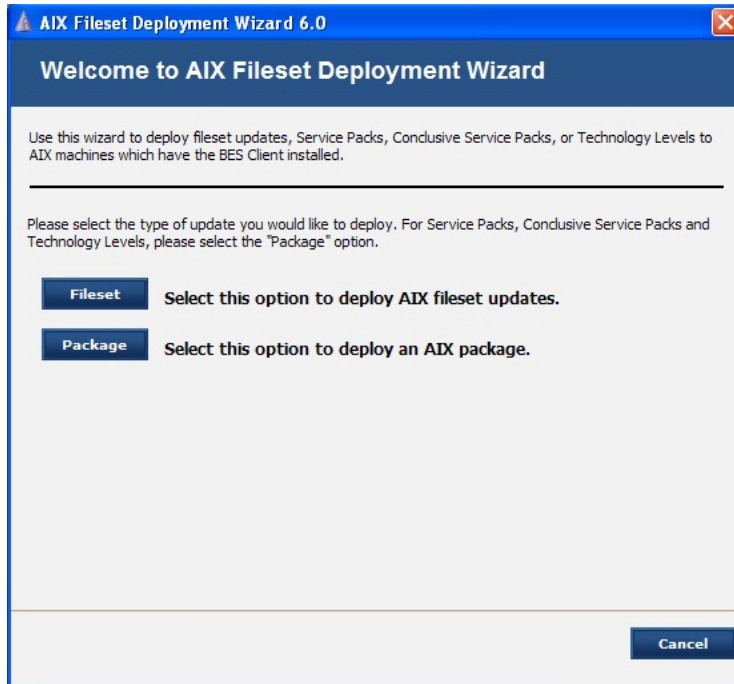 AIX Fileset Deployment Wizard 6.0
Welcome to AIX Fileset Deployment Wizard
Use this wizard to deploy fileset updates, Service Packs, Conclusive Service Packs, or Technology Levels to
AIX machines which have the BES Client installed.
Please select the type of update you would like to deploy. For Service Packs, Conclusive Service Packs and
Technology Levels, please select the "Package" option.
Fileset Select this option to deploy AIX fileset updates.
Package Select this option to deploy an AIX package.
Cancel